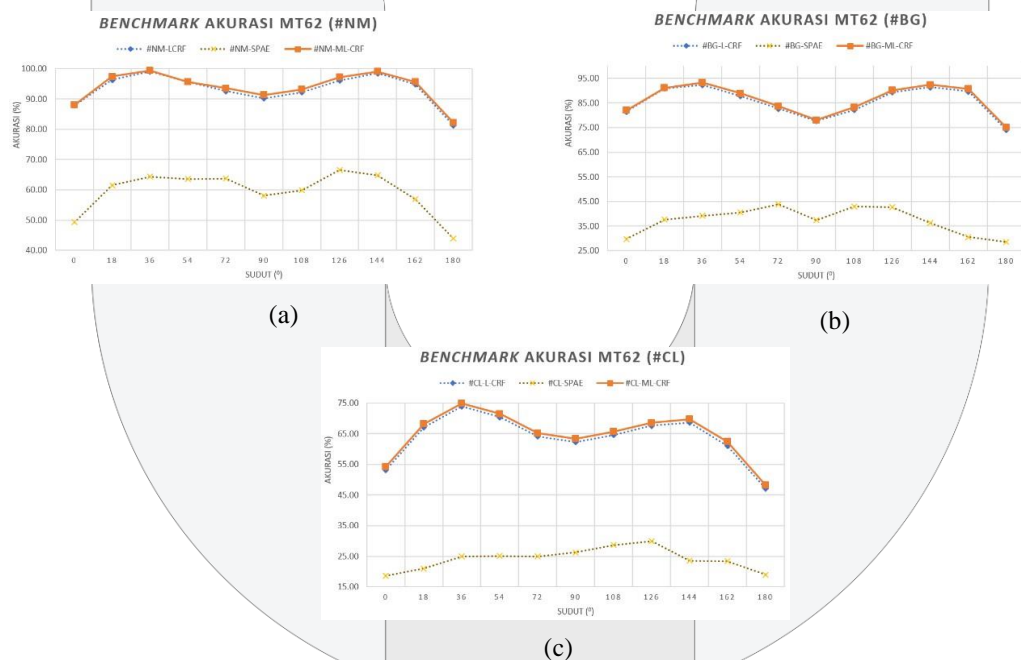 BENCHMARK AKURASI MT62 (#NM)
#NM-LCRF #NM-SPAE #NM-ML-CRF
100.00
90.00
80.00
70.00
60.00
50.00
40.00
AKURASI (%)
0 18 36 54 72 90 108 126 144 162 180
SUDUT (⁰)
(a)
BENCHMARK AKURASI MT62 (#BG)
#BG-L-CRF #BG-SPAE #BG-ML-CRF
95.00
85.00
75.00
65.00
55.00
45.00
35.00
25.00
AKURASI (%)
0 18 36 54 72 90 108 126 144 162 180
SUDUT (⁰)
(b)
BENCHMARK AKURASI MT62 (#CL)
#CL-L-CRF #CL-SPAE #CL-ML-CRF
75.00
65.00
55.00
45.00
35.00
25.00
15.00
AKURASI (%)
0 18 36 54 72 90 108 126 144 162 180
SUDUT (⁰)
(c)